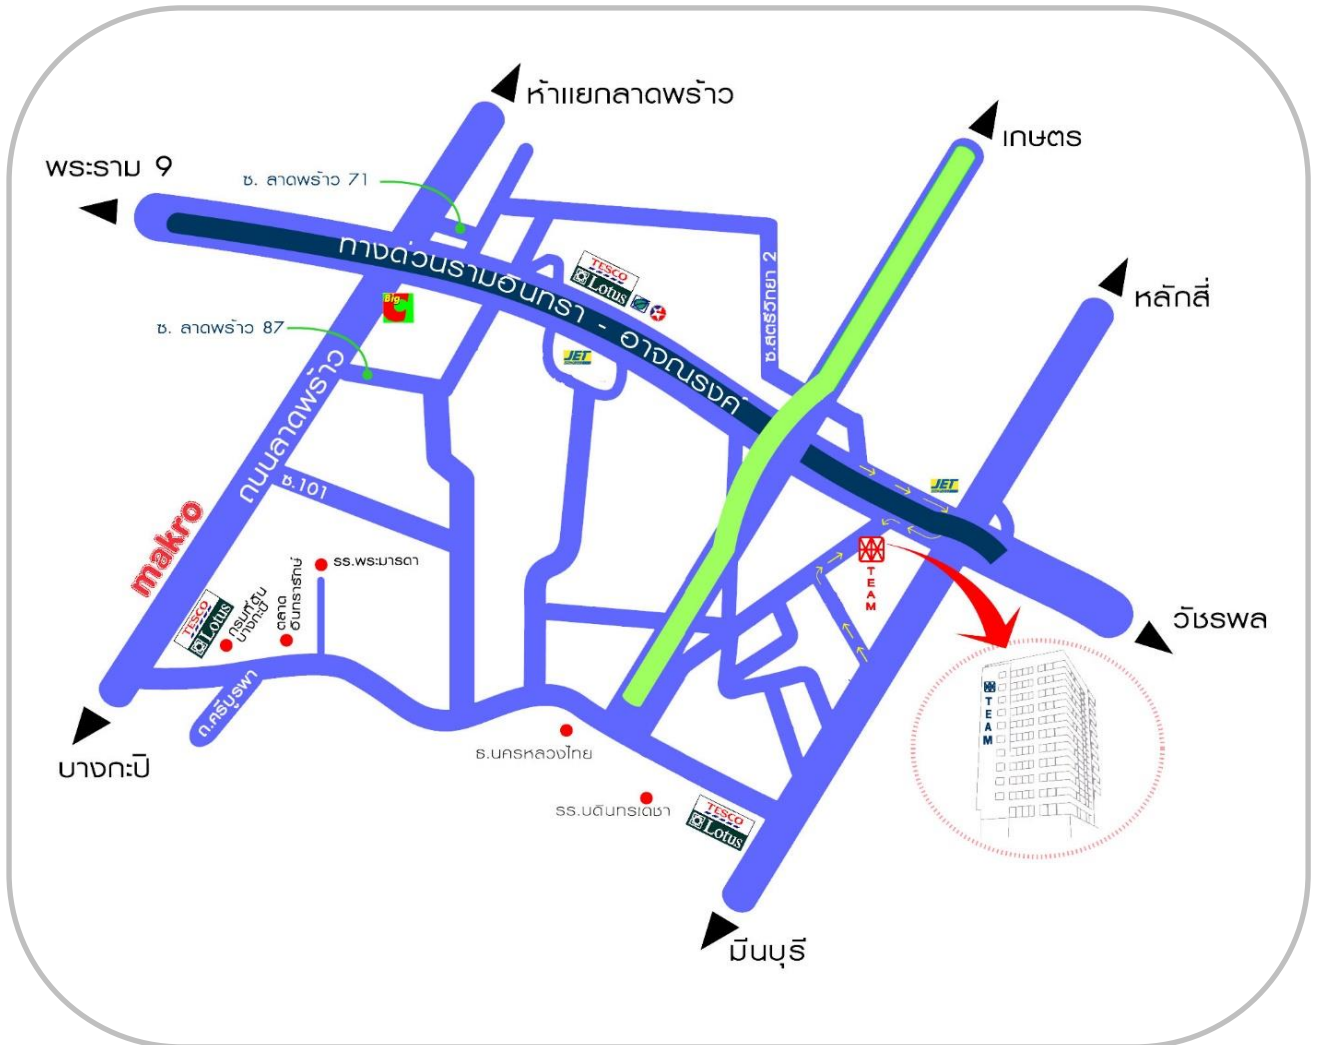 ห้าแยกลาดพร้าว
เกษตร
พระราม 9
ซ. ลาดพร้าว 71
ทางด่วนรามอินทรา - อาจณรงค์
TESCO
Lotus
ซ.สตรีวิทยา 2
หลักสี่
Big
C
ซ. ลาดพร้าว 87
JET
ถนนลาดพร้าว
ซ.101
JET
makro
รร.พระมารดา
ตลาด
อินทรารักษ์
กรมที่ดิน
บางกะปิ
TESCO
Lotus
TEAM
วัชรพล
ถ.ศรีบูรพา
TEAM
บางกะปิ
ธ.นครหลวงไทย
รร.บดินทรเดชา
TESCO
Lotus
มีนบุรี